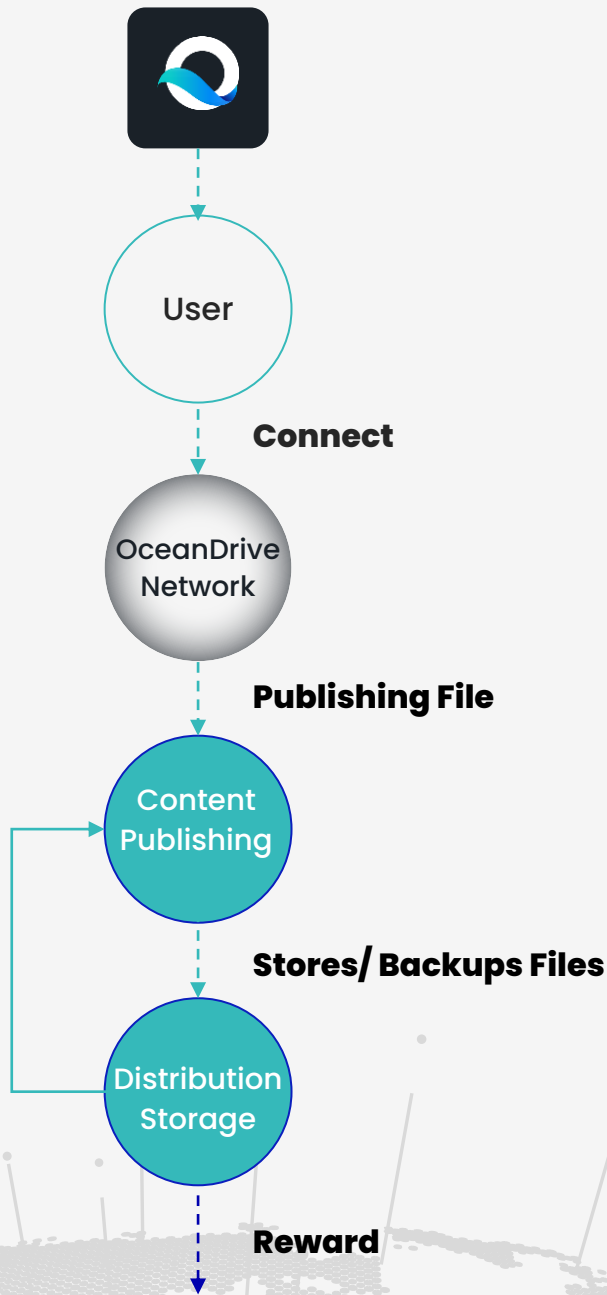 User
Connect
OceanDrive
Network
Publishing File
Content
Publishing
Stores/ Backups Files
Distribution
Storage
Reward